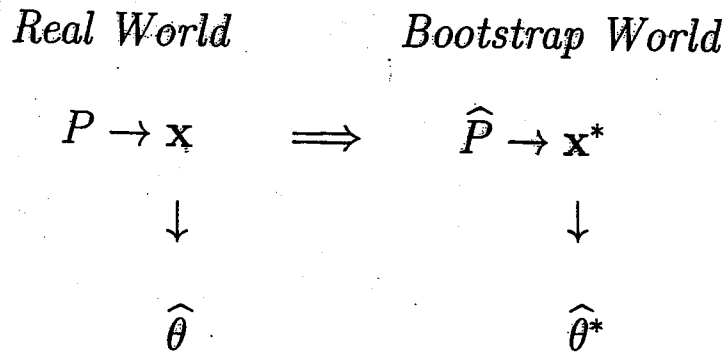 Real World Bootstrap World
P → x ⟹ P̂ → x*
↓ ↓
θ̂ θ̂*